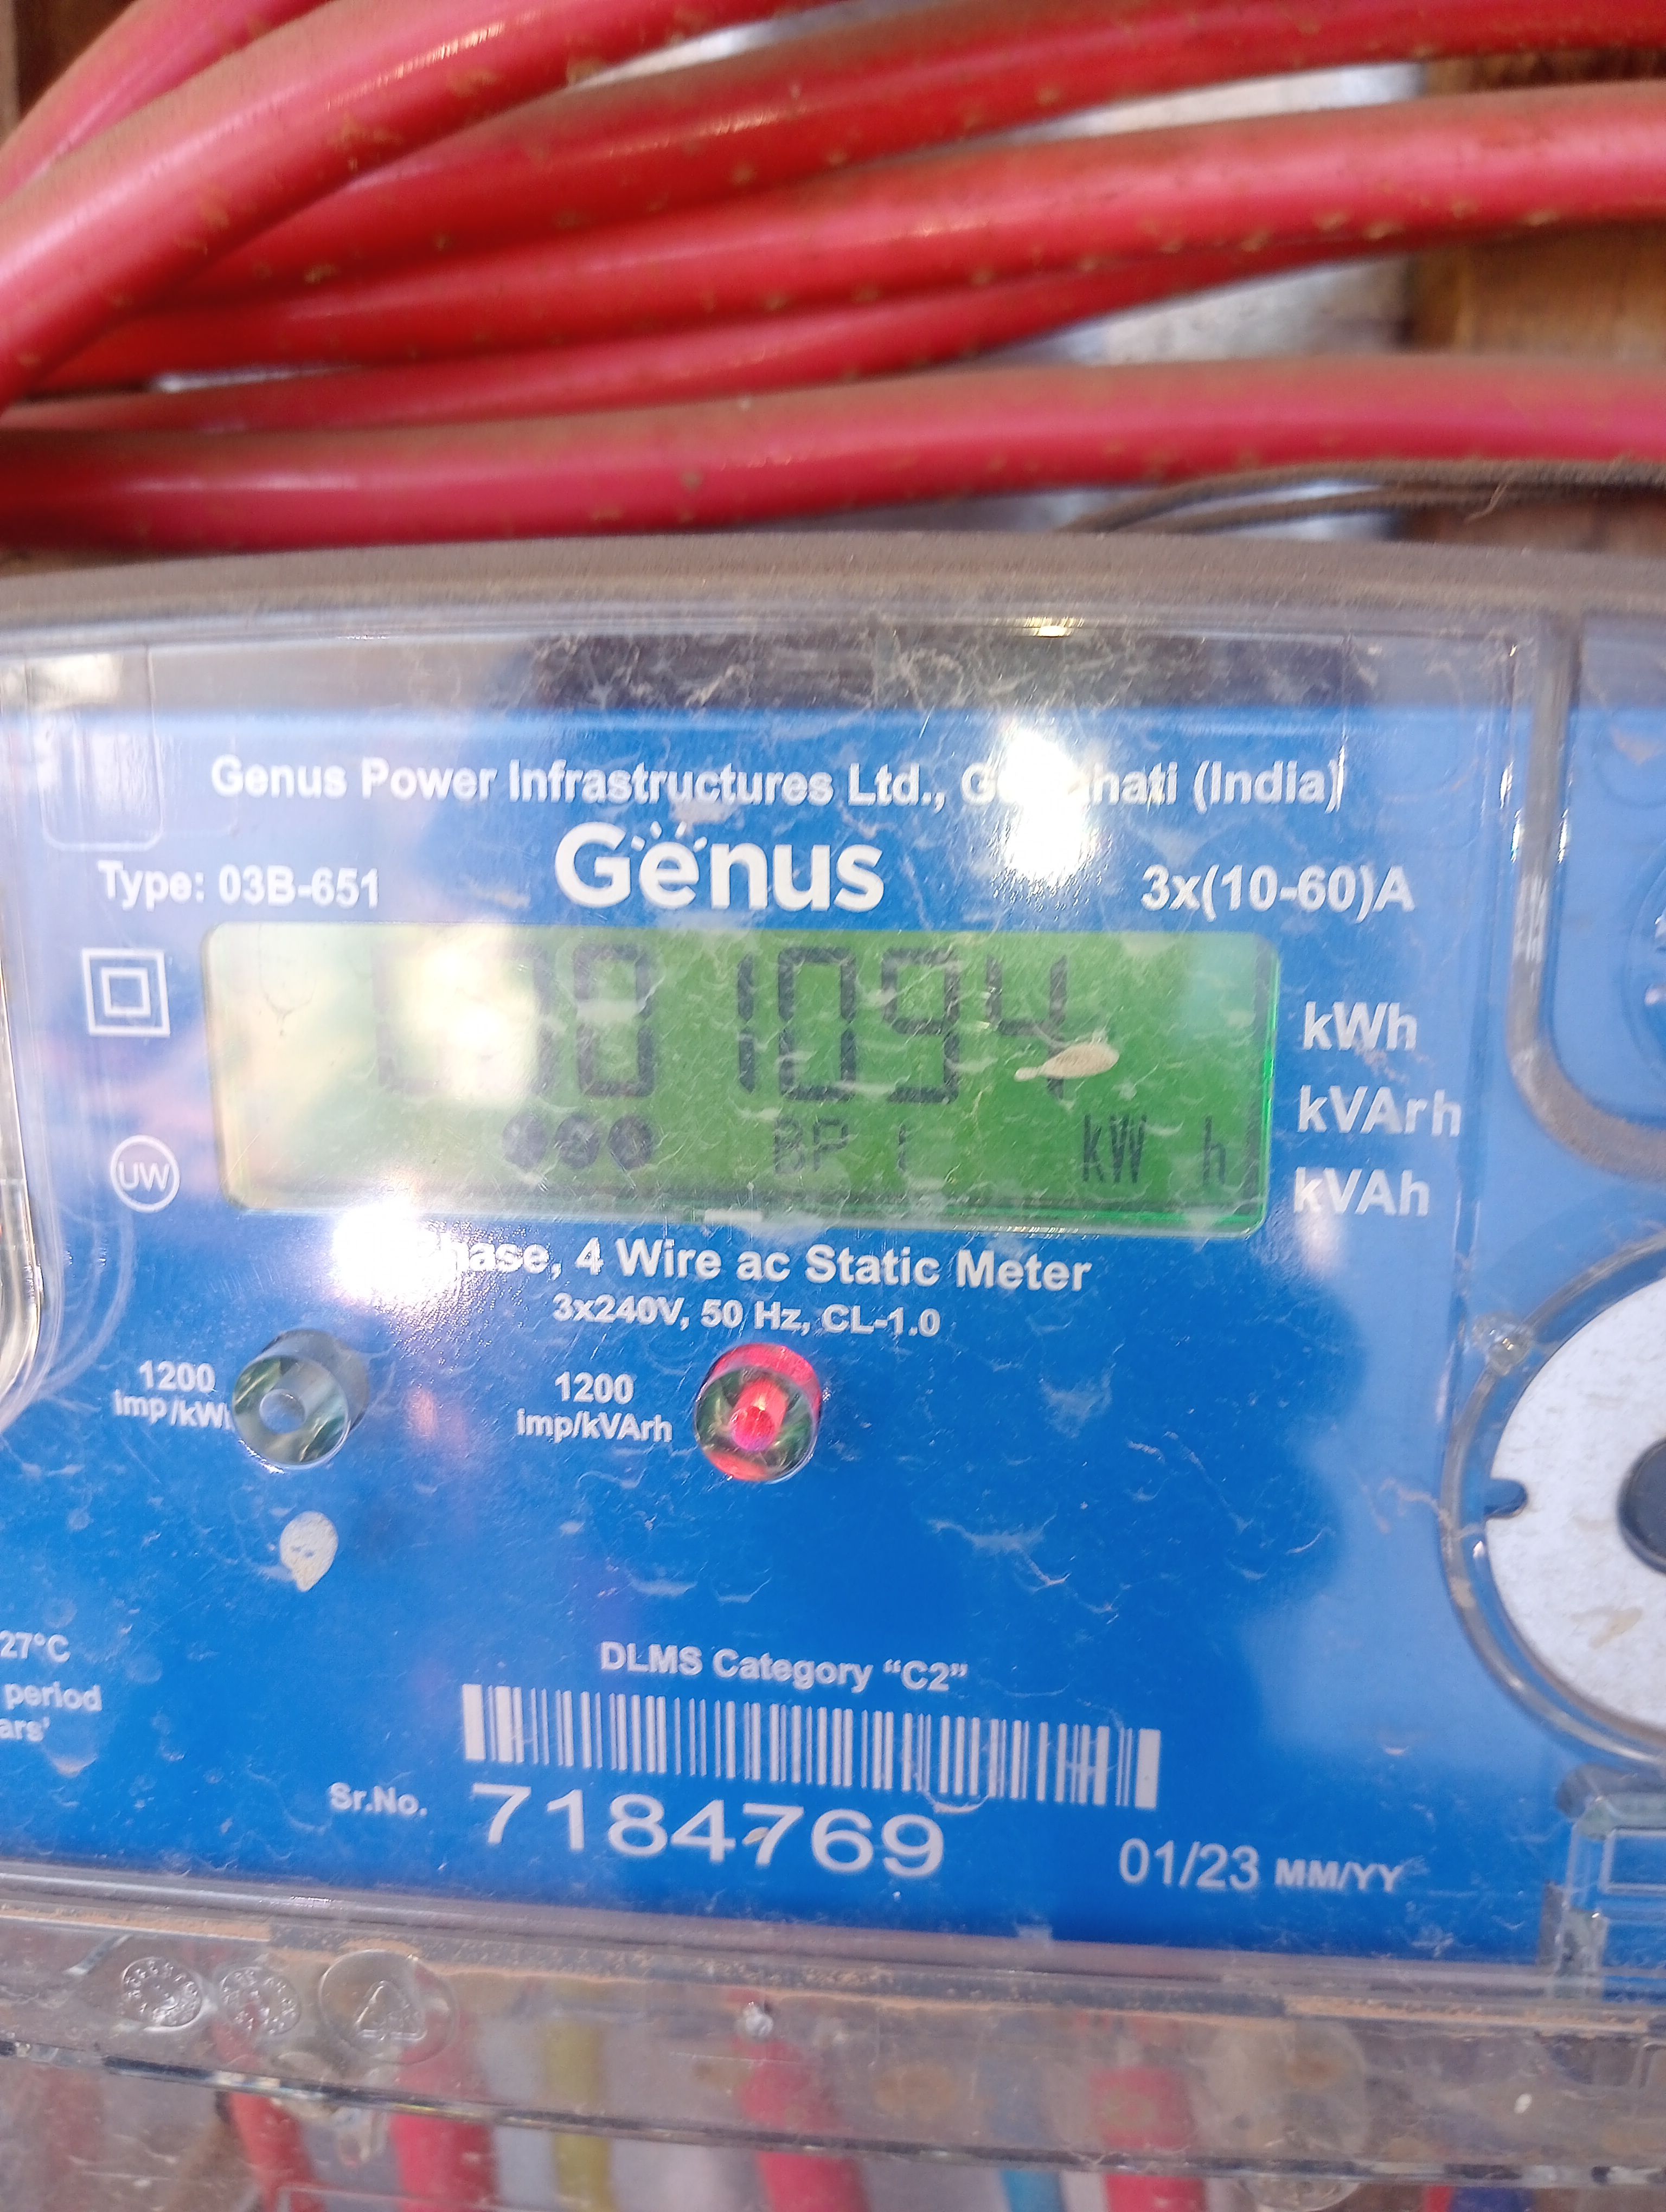 Genus Power Infrastructures Ltd., (India)
Genus
Type: 03B-651
3x(10-60)A
BP 1 kW h
kWh
kVArh
kVAh
UW
4 Wire ac Static Meter
3x240V, 50 Hz, CL-1.0
1200
1200
imp/kVArh
27°C
period
DLMS Category “C2”
Sr.No. 7184769
01/23 MM/YY